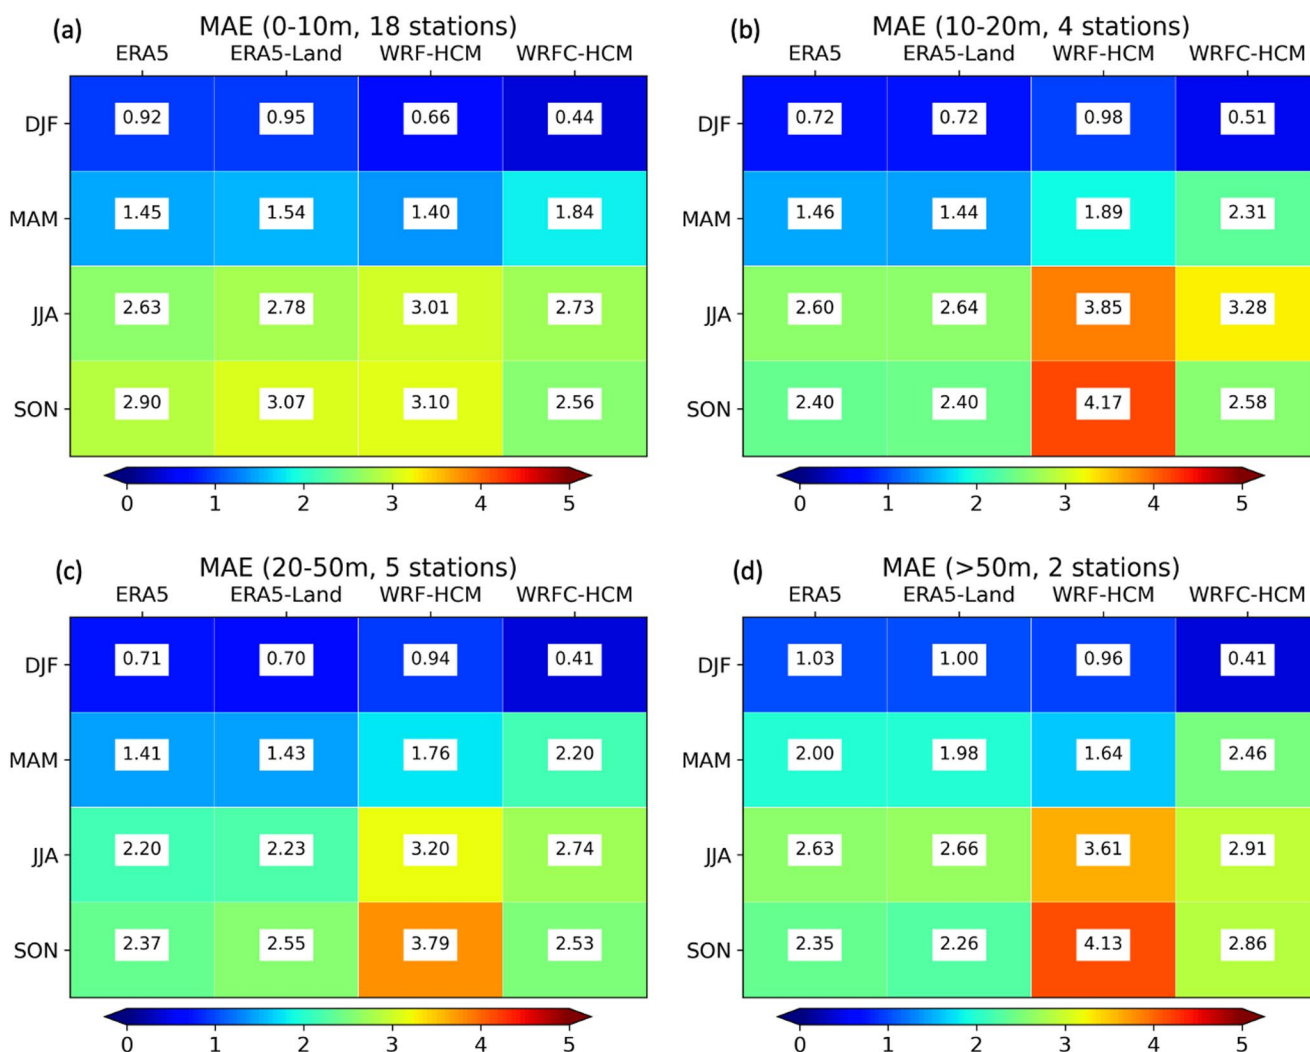 (a) MAE (0-10m, 18 stations)
ERA5 ERA5-Land WRF-HCM WRFC-HCM
DJF 0.92 0.95 0.66 0.44
MAM 1.45 1.54 1.40 1.84
JJA 2.63 2.78 3.01 2.73
SON 2.90 3.07 3.10 2.56
0 1 2 3 4 5
(b) MAE (10-20m, 4 stations)
ERA5 ERA5-Land WRF-HCM WRFC-HCM
DJF 0.72 0.72 0.98 0.51
MAM 1.46 1.44 1.89 2.31
JJA 2.60 2.64 3.85 3.28
SON 2.40 2.40 4.17 2.58
0 1 2 3 4 5
(c) MAE (20-50m, 5 stations)
ERA5 ERA5-Land WRF-HCM WRFC-HCM
DJF 0.71 0.70 0.94 0.41
MAM 1.41 1.43 1.76 2.20
JJA 2.20 2.23 3.20 2.74
SON 2.37 2.55 3.79 2.53
0 1 2 3 4 5
(d) MAE (>50m, 2 stations)
ERA5 ERA5-Land WRF-HCM WRFC-HCM
DJF 1.03 1.00 0.96 0.41
MAM 2.00 1.98 1.64 2.46
JJA 2.63 2.66 3.61 2.91
SON 2.35 2.26 4.13 2.86
0 1 2 3 4 5